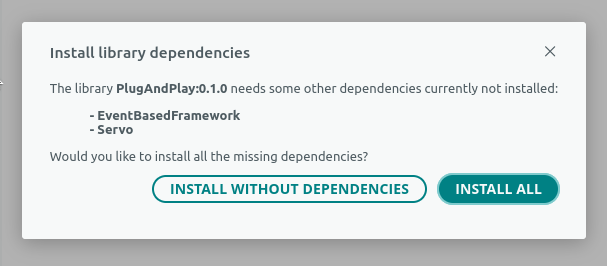 Install library dependencies
The library PlugAndPlay:0.1.0 needs some other dependencies currently not installed:
- EventBasedFramework
- Servo
Would you like to install all the missing dependencies?
INSTALL WITHOUT DEPENDENCIES
INSTALL ALL